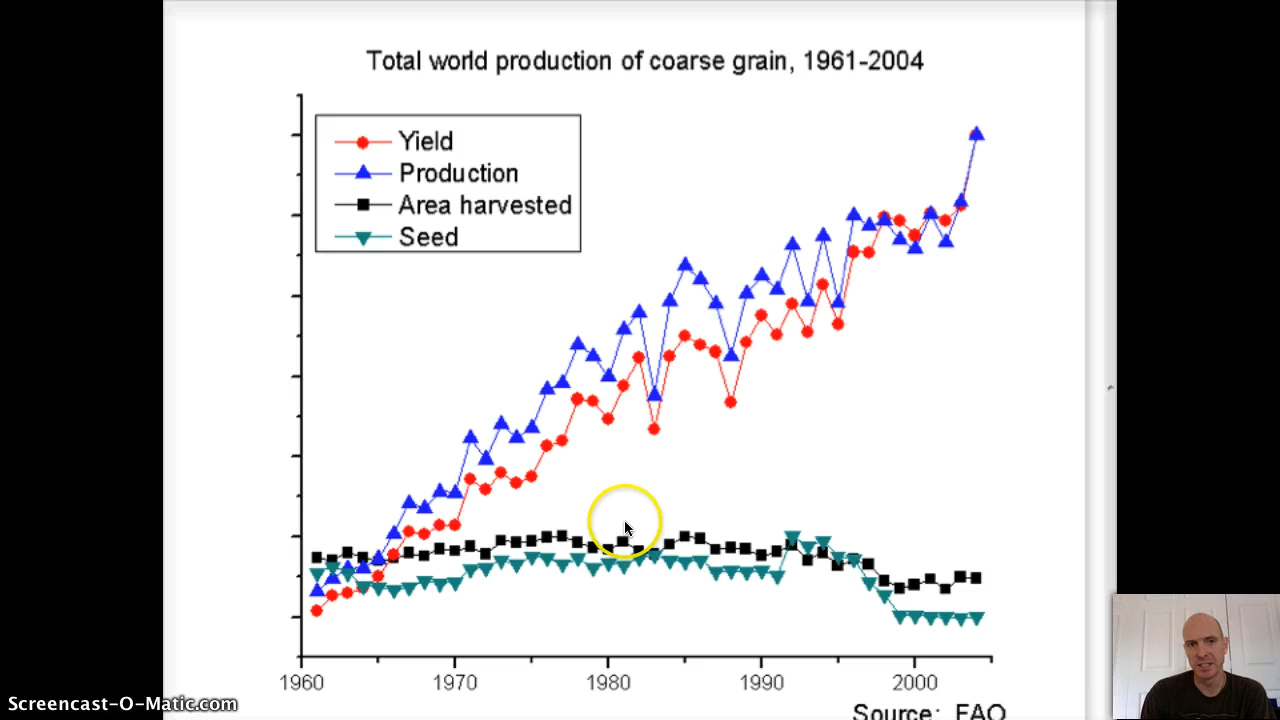 Total world production of coarse grain, 1961-2004
Yield
Production
Area harvested
Seed
1960 1970 1980 1990 2000
Source: FAO
Screencast-O-Matic.com